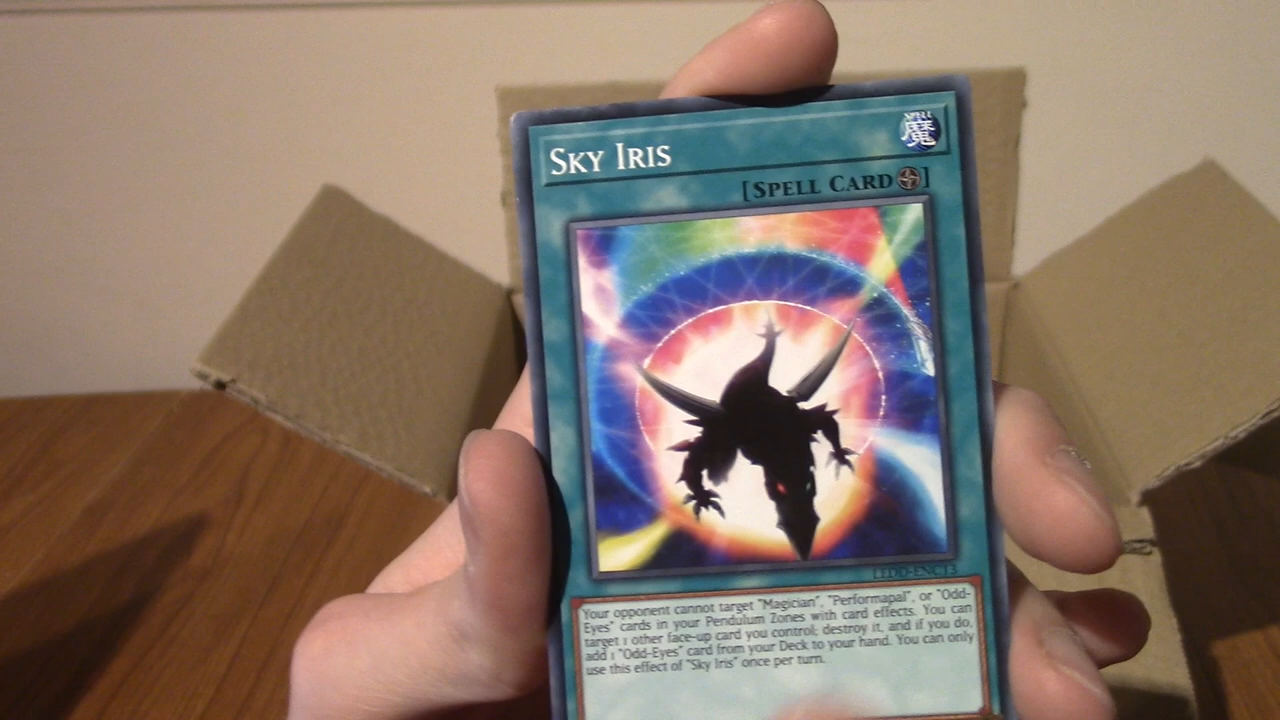 SKY IRIS
SPELL
魔
[SPELL CARD]
LEDD-ENC13
Your opponent cannot target "Magician", "Performapal", or "Odd-
Eyes" cards in your Pendulum Zones with card effects. You can
target 1 other face-up card you control; destroy it, and if you do,
add 1 "Odd-Eyes" card from your Deck to your hand. You can only
use this effect of "Sky Iris" once per turn.